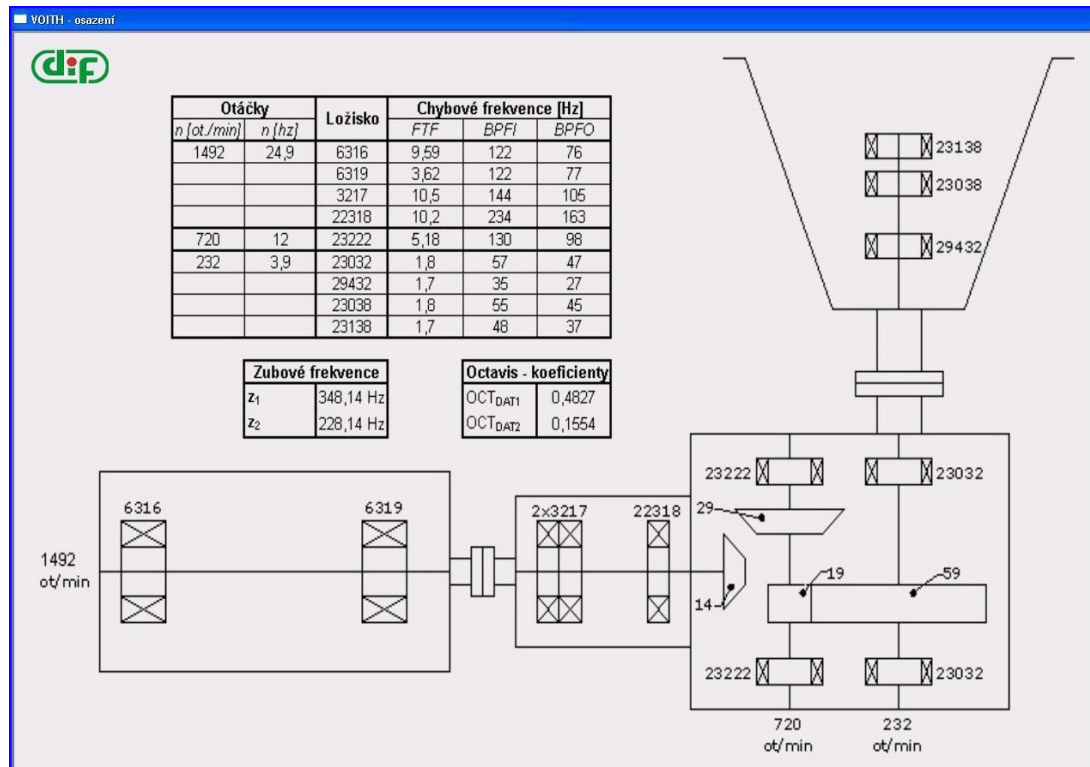 VOITH - osazení
dif
Otáčky Ložisko Chybové frekvence [Hz]
n [ot./min] n [hz] FTF BPFI BPFO
1492 24,9 6316 9,59 122 76
6319 3,62 122 77
3217 10,5 144 105
22318 10,2 234 163
720 12 23222 5,18 130 98
232 3,9 23032 1,8 57 47
29432 1,7 35 27
23038 1,8 55 45
23138 1,7 48 37
Zubové frekvence
z1 348,14 Hz
z2 228,14 Hz
Octavis - koeficienty
OCTDAT1 0,4827
OCTDAT2 0,1554
23138
23038
29432
23222
23032
6316
6319
2x3217
22318
29
1492
ot/min
19
59
14
23222
23032
720
ot/min
232
ot/min